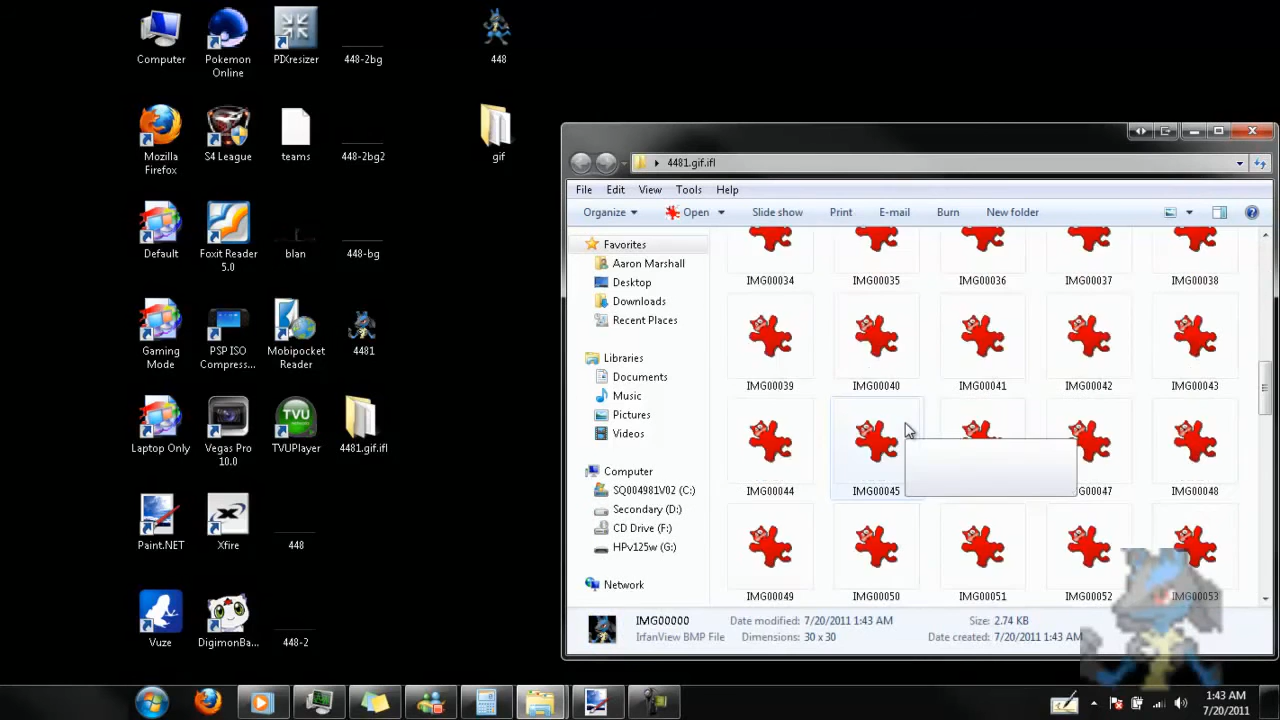 Computer
Pokemon
Online
PIXresizer
448-2bg
448
Mozilla
Firefox
S4 League
teams
448-2bg2
gif
Default
Foxit Reader
5.0
blan
448-bg
Gaming
Mode
PSP ISO
Compress...
Mobipocket
Reader
4481
Laptop Only
Vegas Pro
10.0
TVU
TVUPlayer
4481.gif.ifl
Paint.NET
Xfire
448
Vuze
DigimonBa...
448-2
4481.gif.ifl
File Edit View Tools Help
Organize Open Slide show Print E-mail Burn New folder
Favorites
Aaron Marshall
Desktop
Downloads
Recent Places
Libraries
Documents
Music
Pictures
Videos
Computer
SQ004981V02 (C:)
Secondary (D:)
CD Drive (F:)
HPv125w (G:)
Network
IMG00034 IMG00035 IMG00036 IMG00037 IMG00038
IMG00039 IMG00040 IMG00041 IMG00042 IMG00043
IMG00044 IMG00045 IMG00047 IMG00048
IMG00049 IMG00050 IMG00051 IMG00052 IMG00053
IMG00000 Date modified: 7/20/2011 1:43 AM Size: 2.74 KB
IrfanView BMP File Dimensions: 30 x 30 Date created: 7/20/2011 1:43 AM
1:43 AM
7/20/2011